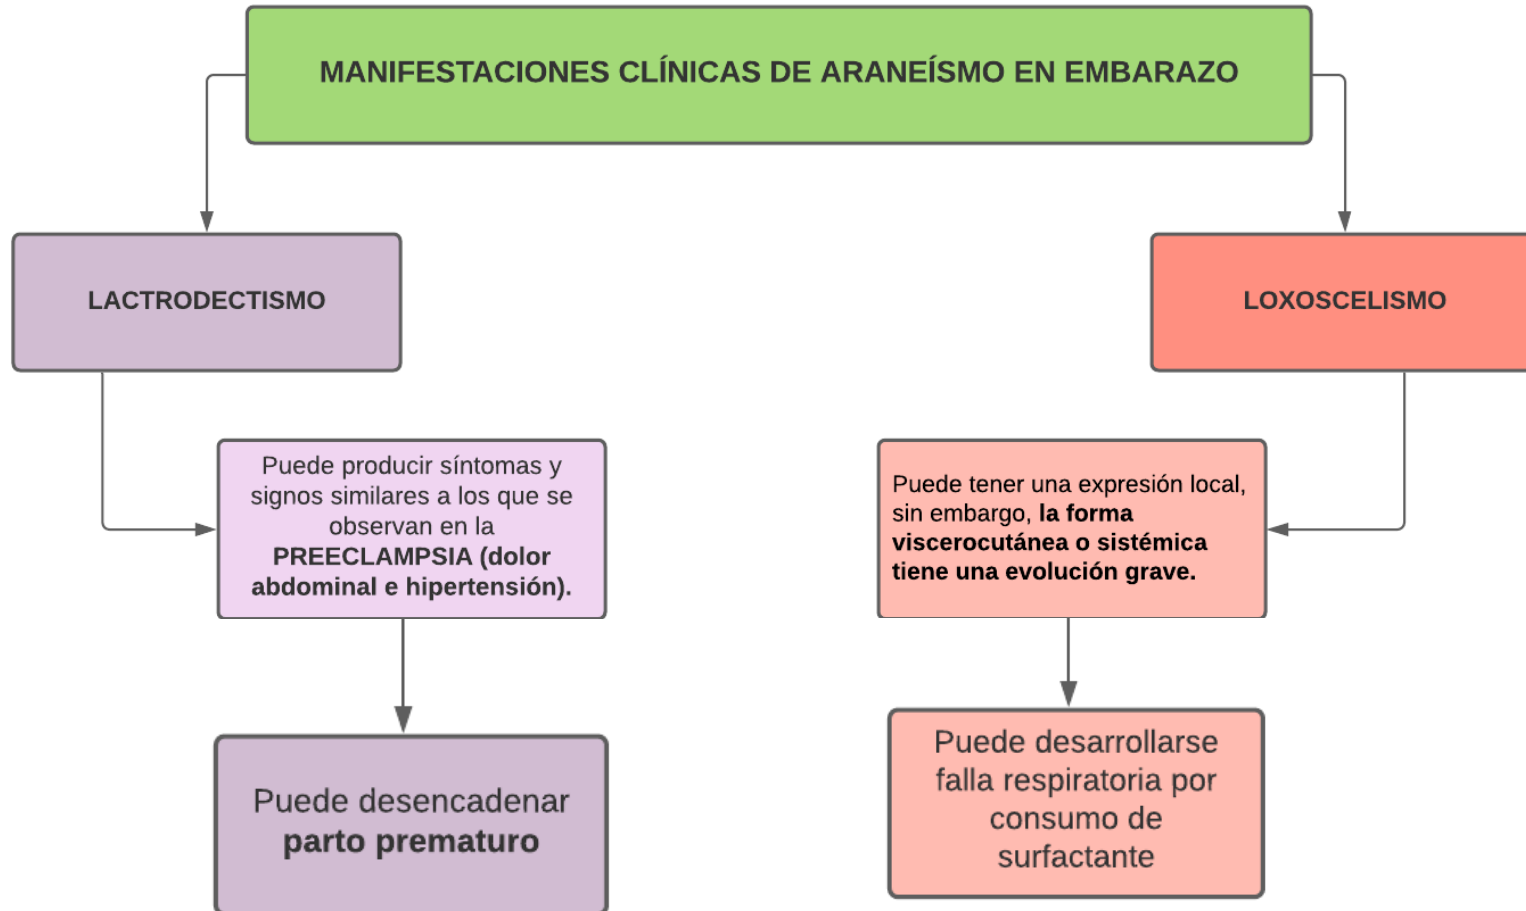 MANIFESTACIONES CLÍNICAS DE ARANEÍSMO EN EMBARAZO
LACTRODECTISMO
LOXOSCELISMO
Puede producir síntomas y
signos similares a los que se
observan en la
PREECLAMPSIA (dolor
abdominal e hipertensión).
Puede tener una expresión local,
sin embargo, la forma
viscerocutánea o sistémica
tiene una evolución grave.
Puede desencadenar
parto prematuro
Puede desarrollarse
falla respiratoria por
consumo de
surfactante